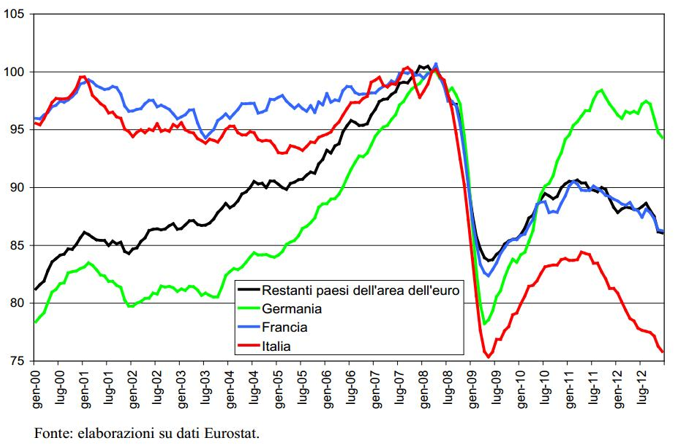 105
100
95
90
85
80
75
Restanti paesi dell'area dell'euro
Germania
Francia
Italia
gen-00
lug-00
gen-01
lug-01
gen-02
lug-02
gen-03
lug-03
gen-04
lug-04
gen-05
lug-05
gen-06
lug-06
gen-07
lug-07
gen-08
lug-08
gen-09
lug-09
gen-10
lug-10
gen-11
lug-11
gen-12
lug-12
Fonte: elaborazioni su dati Eurostat.